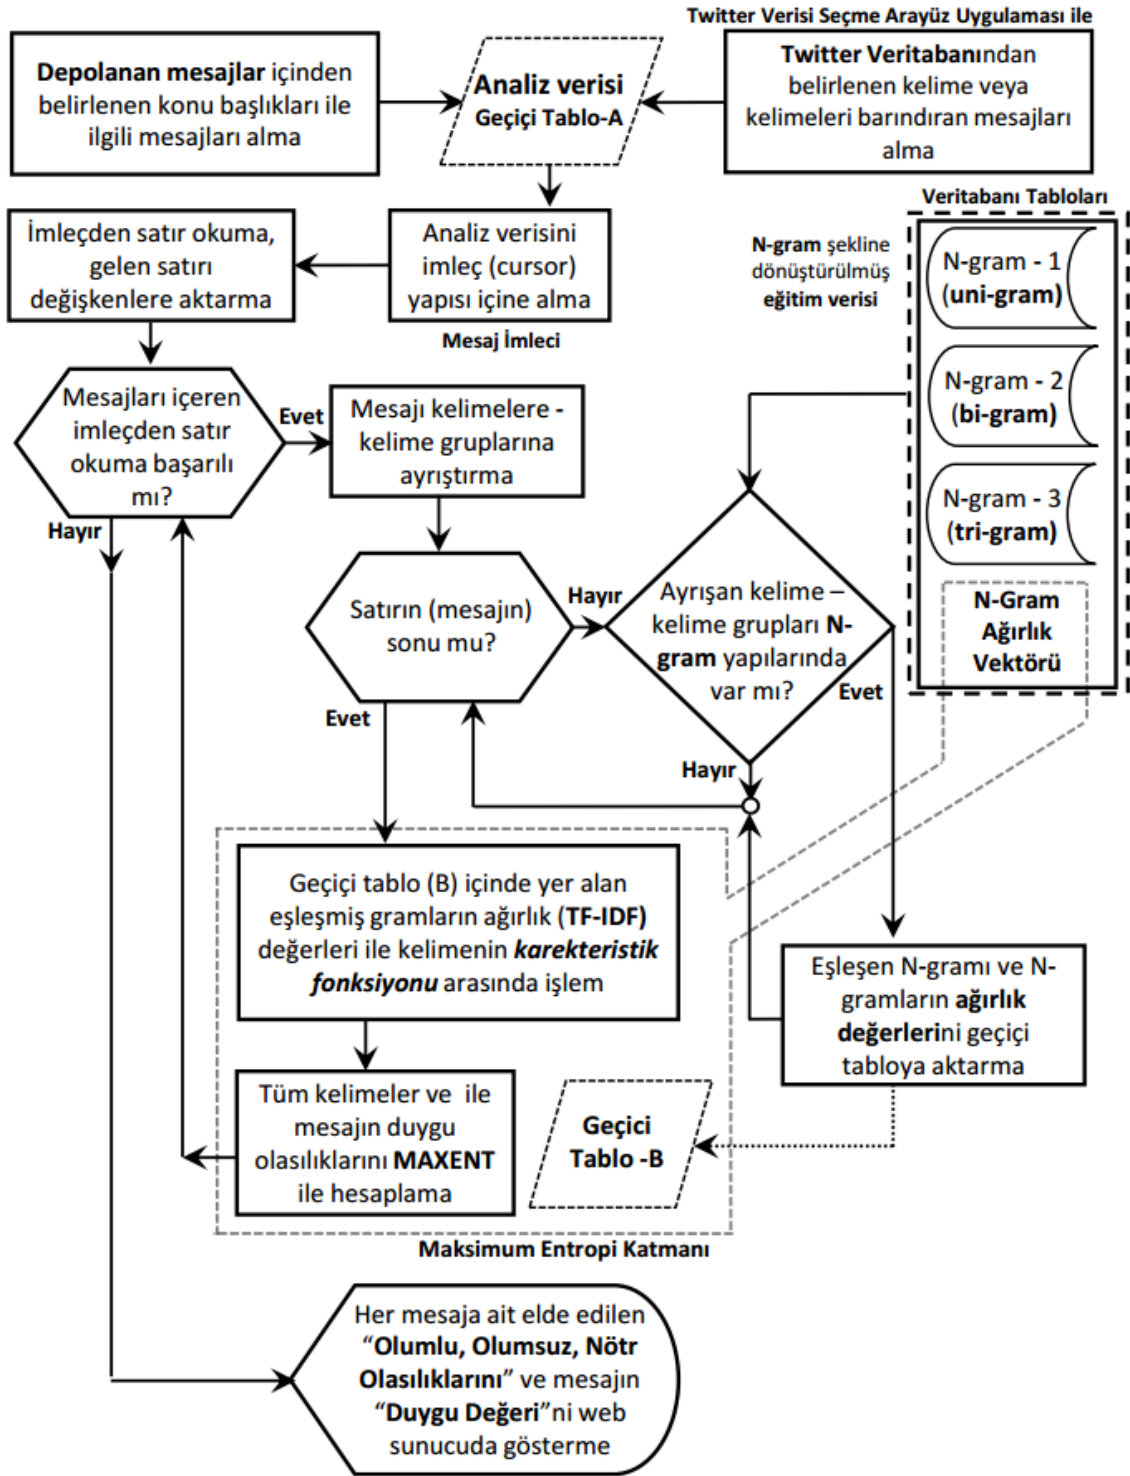 Twitter Verisi Seçme Arayüz Uygulaması ile
Depolanan mesajlar içinden
belirlenen konu başlıkları ile
ilgili mesajları alma
Analiz verisi
Geçiçi Tablo-A
Twitter Veritabanından
belirlenen kelime veya
kelimeleri barındıran mesajları
alma
Veritabanı Tabloları
İmleçden satır okuma,
gelen satırı
değişkenlere aktarma
Analiz verisini
imleç (cursor)
yapısı içine alma
Mesaj İmleci
N-gram şekline
dönüştürülmüş
eğitim verisi
N-gram - 1
(uni-gram)
N-gram - 2
(bi-gram)
N-gram - 3
(tri-gram)
N-Gram
Ağırlık
Vektörü
Mesajları içeren
imleçden satır
okuma başarılı
mı?
Evet
Hayır
Mesajı kelimelere -
kelime gruplarına
ayrıştırma
Satırın (mesajın)
sonu mu?
Hayır
Evet
Ayrışan kelime –
kelime grupları N-
gram yapılarında
var mı?
Evet
Hayır
Geçiçi tablo (B) içinde yer alan
eşleşmiş gramların ağırlık (TF-IDF)
değerleri ile kelimenin karekteristik
fonksiyonu arasında işlem
Eşleşen N-gramı ve N-
gramların ağırlık
değerlerini geçiçi
tabloya aktarma
Tüm kelimeler ve ile
mesajın duygu
olasılıklarını MAXENT
ile hesaplama
Geçici
Tablo -B
Maksimum Entropi Katmanı
Her mesaja ait elde edilen
“Olumlu, Olumsuz, Nötr
Olasılıklarını” ve mesajın
“Duygu Değeri”ni web
sunucuda gösterme